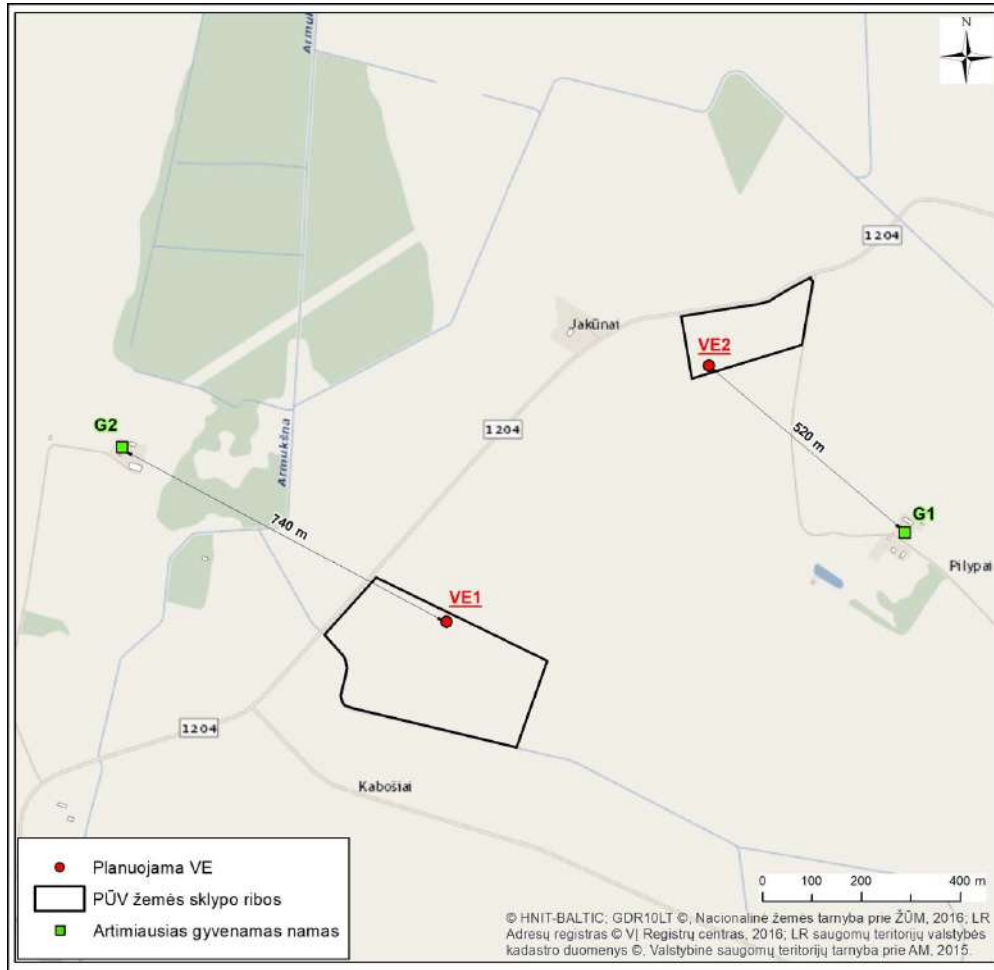 Armuk
N
1204
Jakūnai
VE2
G2
1204
520 m
Armukšna
G1
740 m
Pilypai
VE1
1204
Kabošiai
Planuojama VE
PŪV žemės sklypo ribos
Artimiausias gyvenamas namas
0 100 200 400 m
© HNIT-BALTIC; GDR10LT ©, Nacionalinė žemės tarnyba prie ŽŪM, 2016; LR
Adresų registras © VĮ Registrų centras, 2016; LR saugomų teritorijų valstybės
kadastro duomenys ©, Valstybinė saugomų teritorijų tarnyba prie AM, 2015.